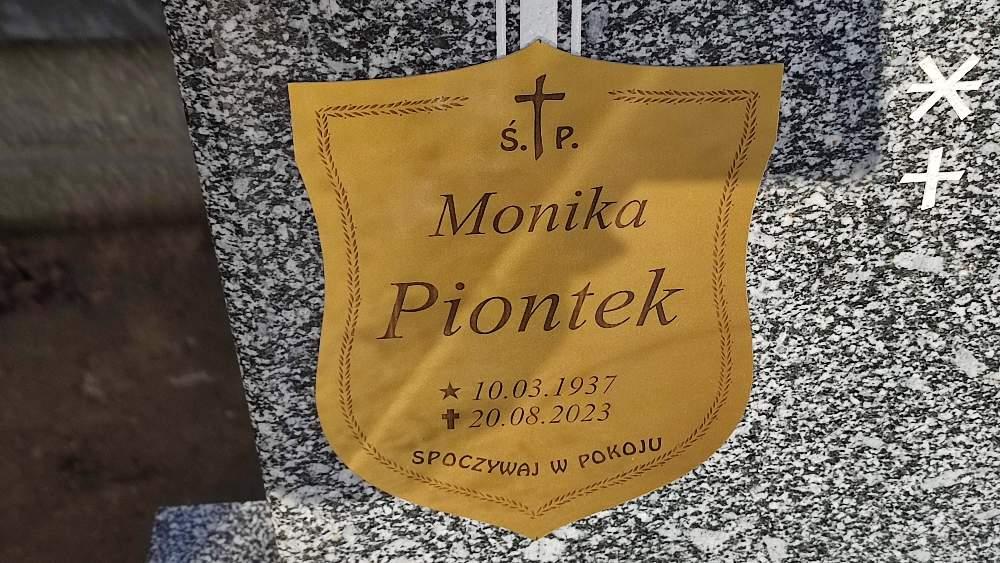 Ś. P.
Monika
Piontek
★ 10.03.1937
✝ 20.08.2023
SPOCZYWAJ W POKOJU